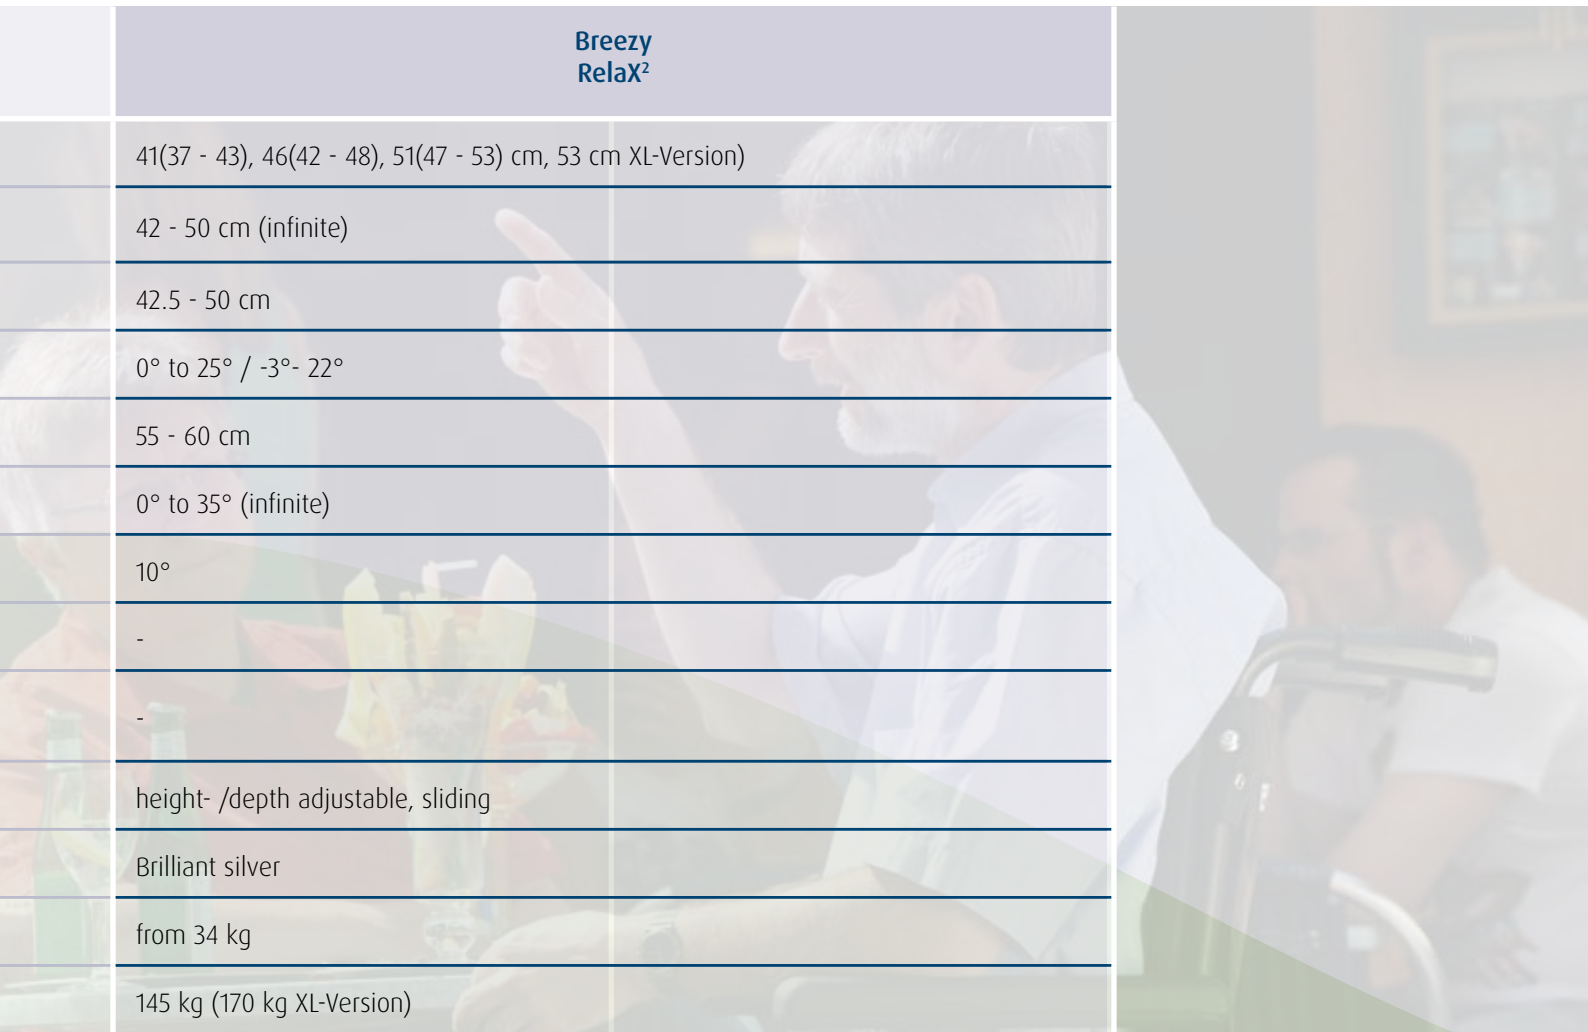 Breezy
RelaX²
41(37 - 43), 46(42 - 48), 51(47 - 53) cm, 53 cm XL-Version)
42 - 50 cm (infinite)
42.5 - 50 cm
0° to 25° / -3°- 22°
55 - 60 cm
0° to 35° (infinite)
10°
-
-
height- /depth adjustable, sliding
Brilliant silver
from 34 kg
145 kg (170 kg XL-Version)